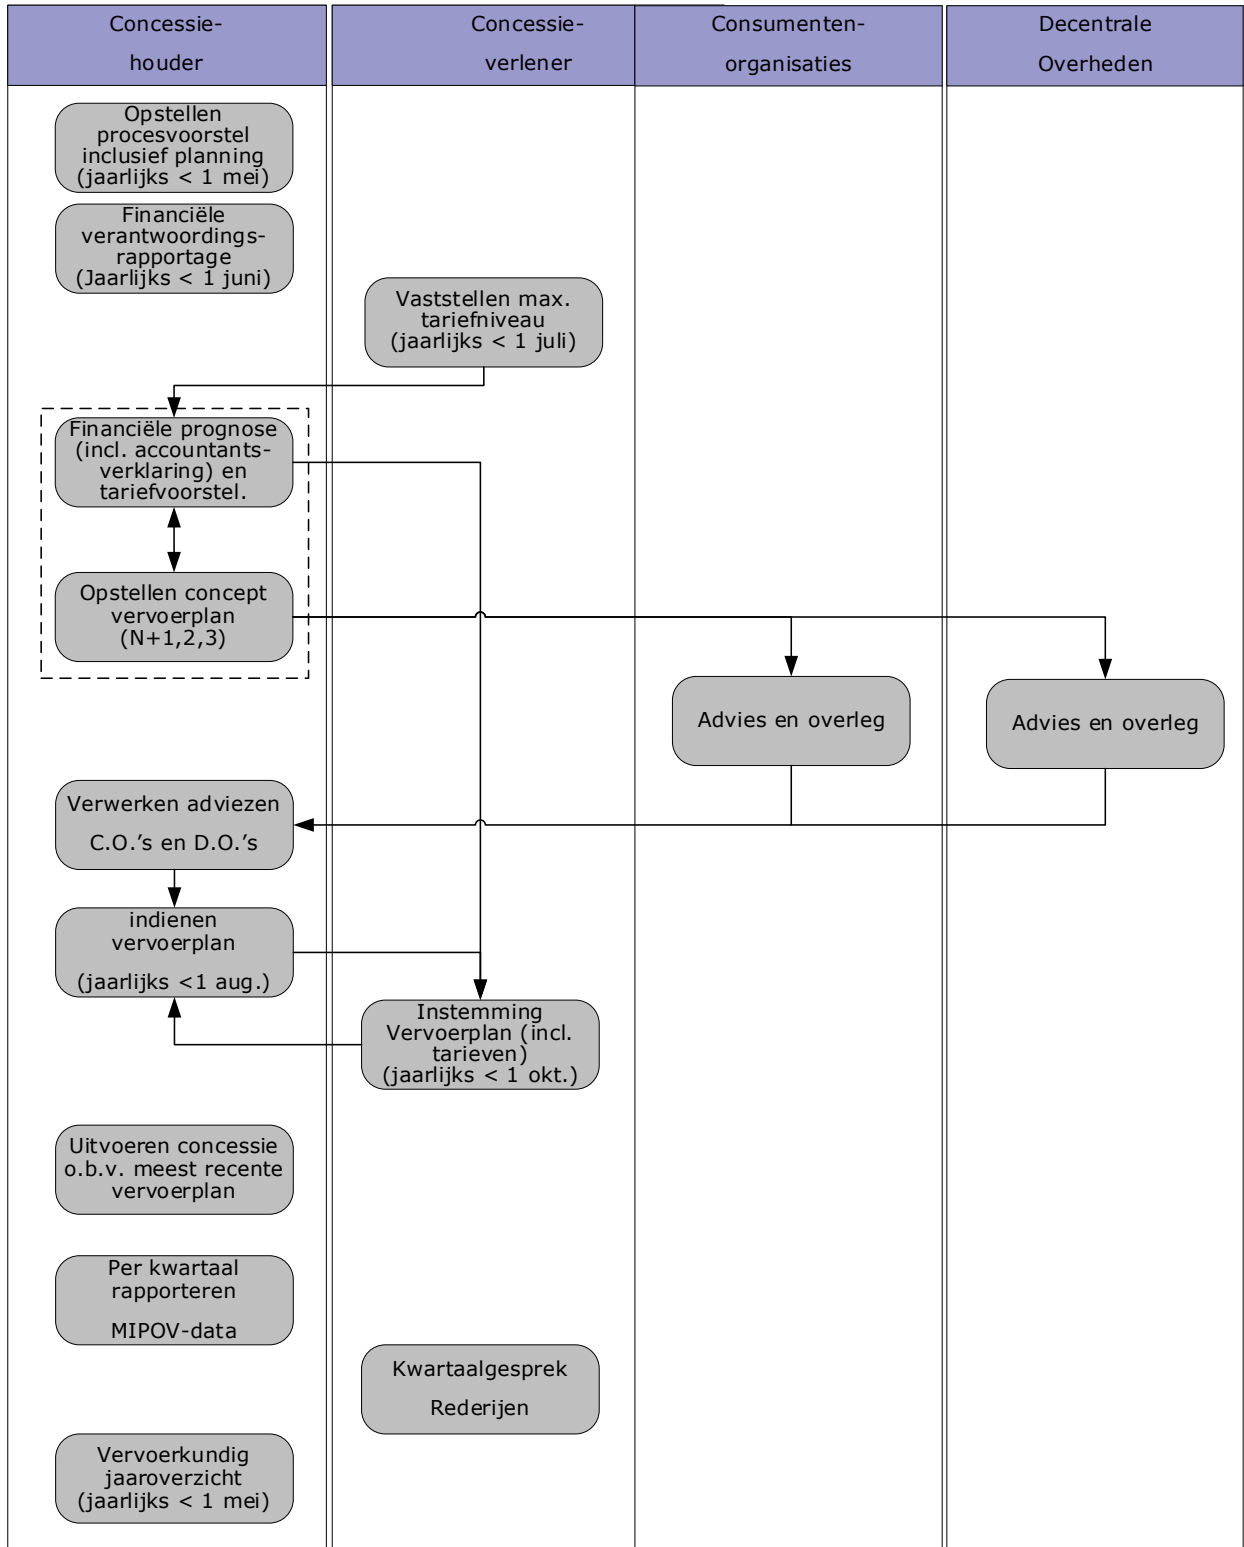 Concessie-
houder
Concessie-
verlener
Consumenten-
organisaties
Decentrale
Overheden
Opstellen
procesvoorstel
inclusief planning
(jaarlijks < 1 mei)
Financiële
verantwoordings-
rapportage
(Jaarlijks < 1 juni)
Vaststellen max.
tariefniveau
(jaarlijks < 1 juli)
Financiële prognose
(incl. accountants-
verklaring) en
tariefvoorstel.
Opstellen concept
vervoerplan
(N+1,2,3)
Advies en overleg
Advies en overleg
Verwerken adviezen
C.O.’s en D.O.’s
indienen
vervoerplan
(jaarlijks <1 aug.)
Instemming
Vervoerplan (incl.
tarieven)
(jaarlijks < 1 okt.)
Uitvoeren concessie
o.b.v. meest recente
vervoerplan
Per kwartaal
rapporteren
MIPOV-data
Kwartaalgesprek
Rederijen
Vervoerkundig
jaaroverzicht
(jaarlijks < 1 mei)